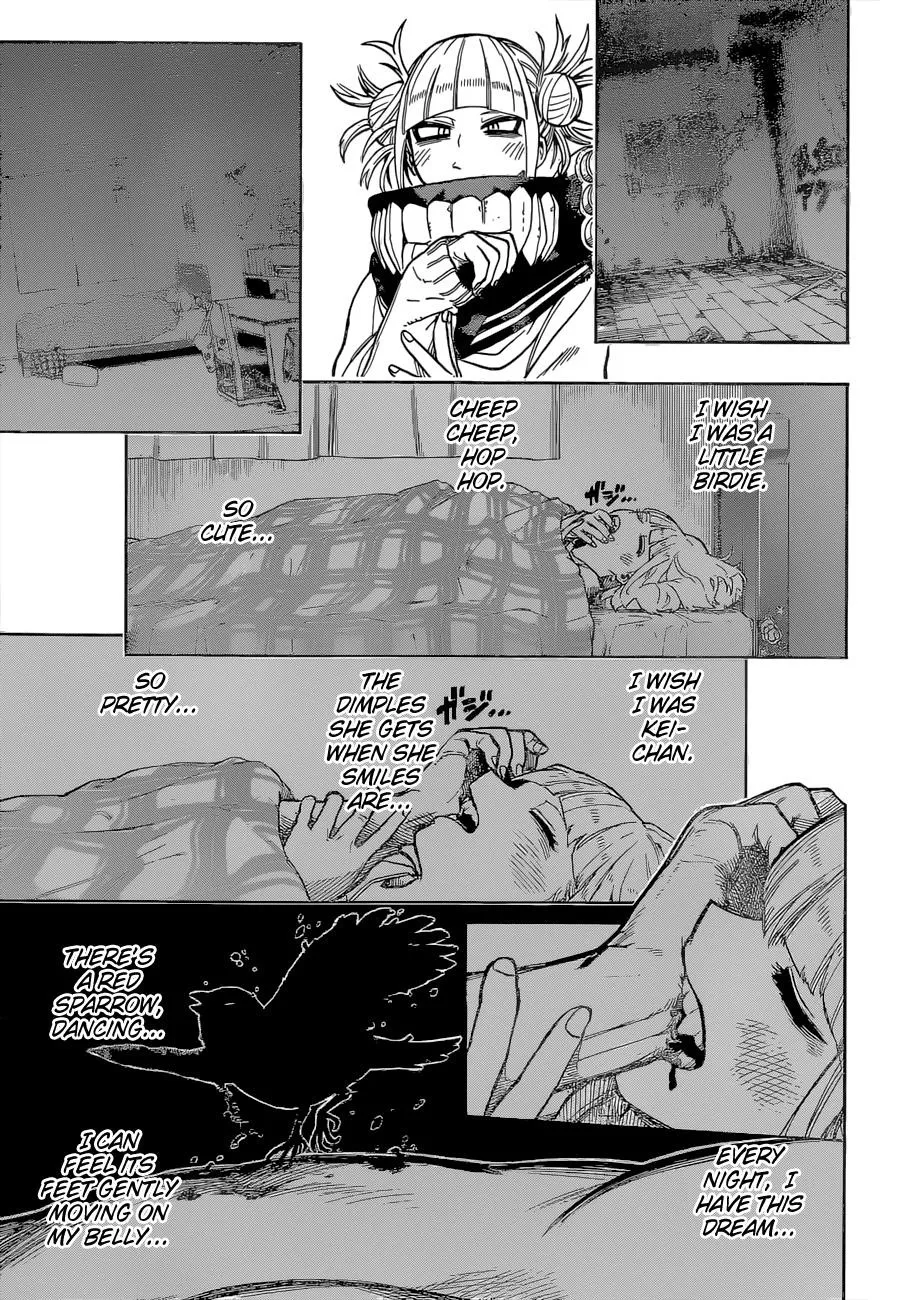 I WISH
I WAS A
LITTLE
BIRDIE.
CHEEP
CHEEP,
HOP
HOP.
ガジ…
SO
CUTE...
I WISH
I WAS
KEI-
CHAN.
ガジ…
THE
DIMPLES
SHE GETS
WHEN SHE
SMILES
ARE...
SO
PRETTY...
EVERY
NIGHT, I
HAVE THIS
DREAM...
THERE'S
A RED
SPARROW,
DANCING...
I CAN
FEEL ITS
FEET GENTLY
MOVING ON
MY BELLY...